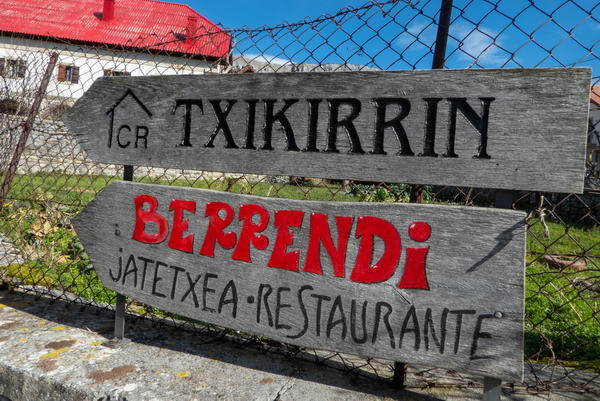 CR TXIKIRRIN
BERRENDi
JATETXEA · RESTAURANTE